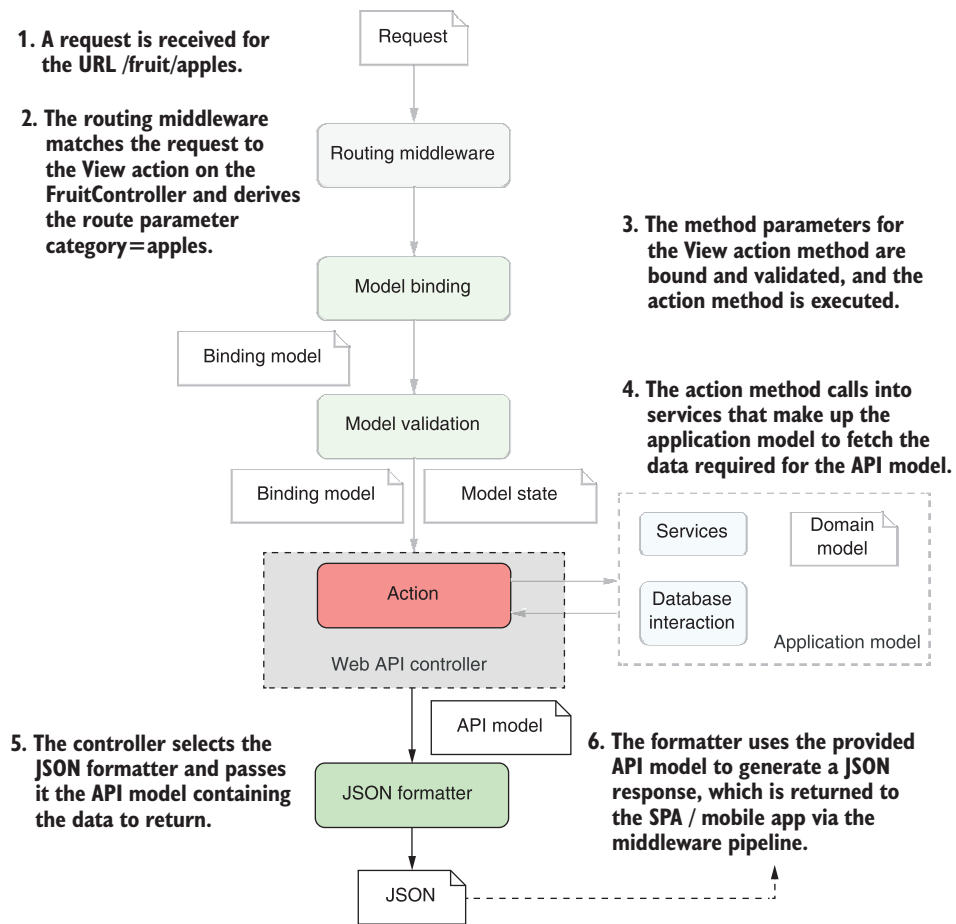 Request
1. A request is received for
the URL /fruit/apples.
2. The routing middleware
matches the request to
the View action on the
FruitController and derives
the route parameter
category=apples.
Routing middleware
3. The method parameters for
the View action method are
bound and validated, and the
action method is executed.
Model binding
Binding model
Model validation
4. The action method calls into
services that make up the
application model to fetch the
data required for the API model.
Binding model
Model state
Services
Domain
model
Database
interaction
Application model
Action
Web API controller
API model
5. The controller selects the
JSON formatter and passes
it the API model containing
the data to return.
JSON formatter
6. The formatter uses the provided
API model to generate a JSON
response, which is returned to
the SPA / mobile app via the
middleware pipeline.
JSON